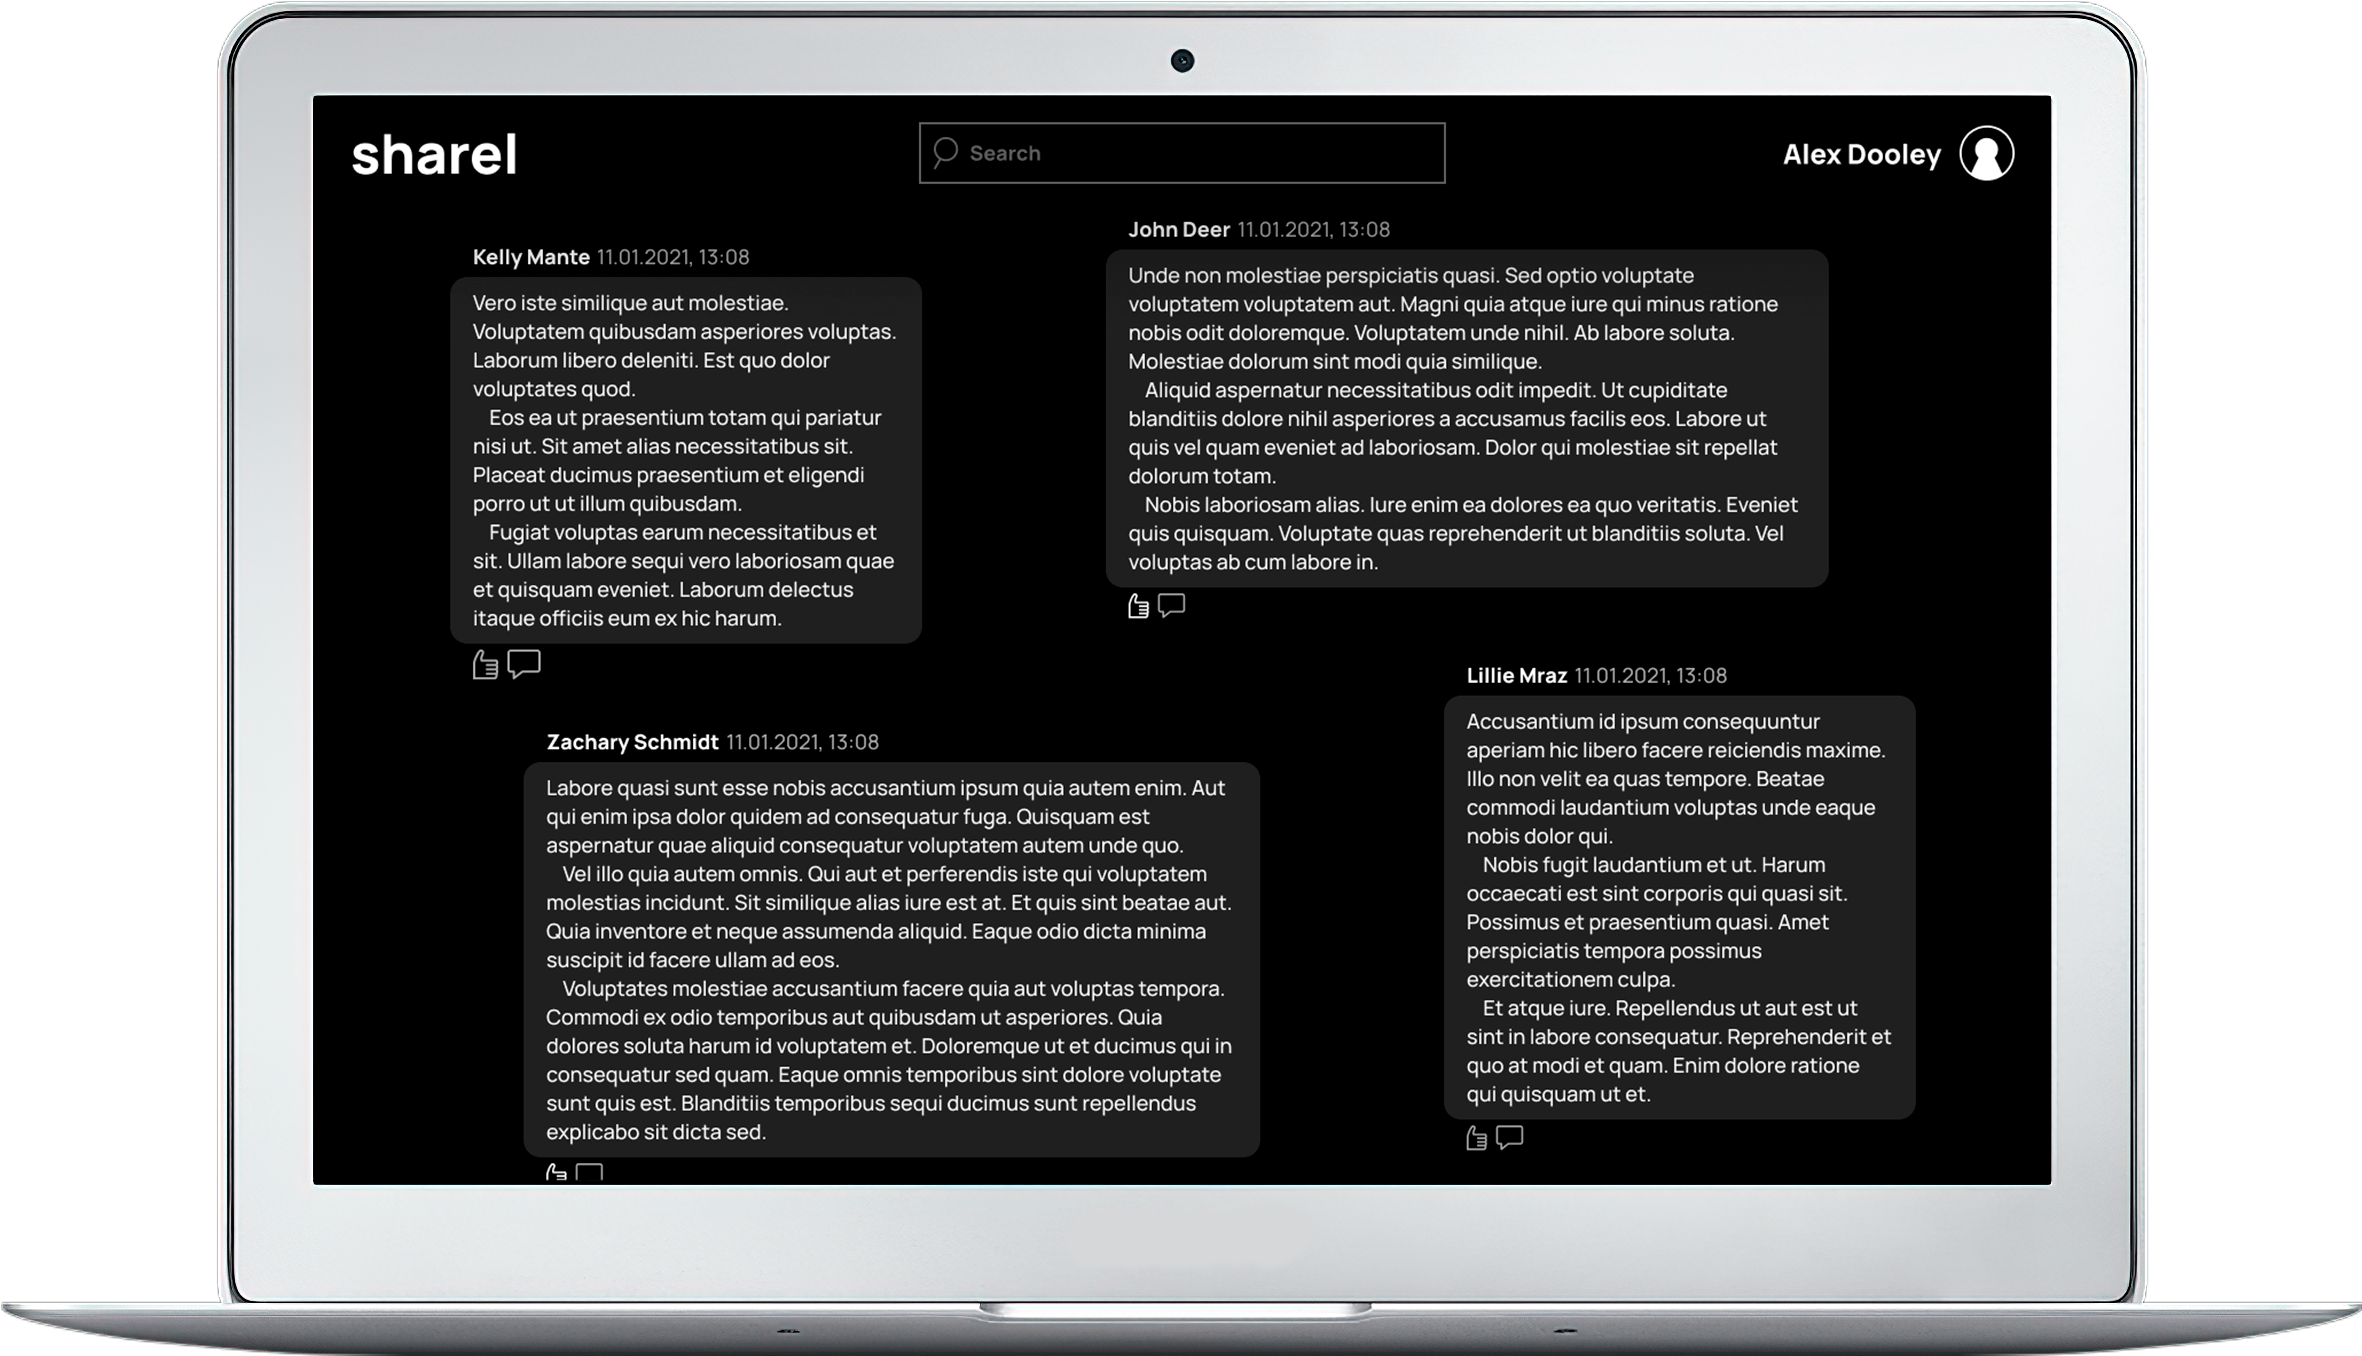 sharel
Search
Alex Dooley
Kelly Mante 11.01.2021, 13:08
Vero iste similique aut molestiae.
Voluptatem quibusdam asperiores voluptas.
Laborum libero deleniti. Est quo dolor
voluptates quod.
Eos ea ut praesentium totam qui pariatur
nisi ut. Sit amet alias necessitatibus sit.
Placeat ducimus praesentium et eligendi
porro ut ut illum quibusdam.
Fugiat voluptas earum necessitatibus et
sit. Ullam labore sequi vero laboriosam quae
et quisquam eveniet. Laborum delectus
itaque officiis eum ex hic harum.
John Deer 11.01.2021, 13:08
Unde non molestiae perspiciatis quasi. Sed optio voluptate
voluptatem voluptatem aut. Magni quia atque iure qui minus ratione
nobis odit doloremque. Voluptatem unde nihil. Ab labore soluta.
Molestiae dolorum sint modi quia similique.
Aliquid aspernatur necessitatibus odit impedit. Ut cupiditate
blanditiis dolore nihil asperiores a accusamus facilis eos. Labore ut
quis vel quam eveniet ad laboriosam. Dolor qui molestiae sit repellat
dolorum totam.
Nobis laboriosam alias. Iure enim ea dolores ea quo veritatis. Eveniet
quis quisquam. Voluptate quas reprehenderit ut blanditiis soluta. Vel
voluptas ab cum labore in.
Zachary Schmidt 11.01.2021, 13:08
Labore quasi sunt esse nobis accusantium ipsum quia autem enim. Aut
qui enim ipsa dolor quidem ad consequatur fuga. Quisquam est
aspernatur quae aliquid consequatur voluptatem autem unde quo.
Vel illo quia autem omnis. Qui aut et perferendis iste qui voluptatem
molestias incidunt. Sit similique alias iure est at. Et quis sint beatae aut.
Quia inventore et neque assumenda aliquid. Eaque odio dicta minima
suscipit id facere ullam ad eos.
Voluptates molestiae accusantium facere quia aut voluptas tempora.
Commodi ex odio temporibus aut quibusdam ut asperiores. Quia
dolores soluta harum id voluptatem et. Doloremque ut et ducimus qui in
consequatur sed quam. Eaque omnis temporibus sint dolore voluptate
sunt quis est. Blanditiis temporibus sequi ducimus sunt repellendus
explicabo sit dicta sed.
Lillie Mraz 11.01.2021, 13:08
Accusantium id ipsum consequuntur
aperiam hic libero facere reiciendis maxime.
Illo non velit ea quas tempore. Beatae
commodi laudantium voluptas unde eaque
nobis dolor qui.
Nobis fugit laudantium et ut. Harum
occaecati est sint corporis qui quasi sit.
Possimus et praesentium quasi. Amet
perspiciatis tempora possimus
exercitationem culpa.
Et atque iure. Repellendus ut aut est ut
sint in labore consequatur. Reprehenderit et
quo at modi et quam. Enim dolore ratione
qui quisquam ut et.